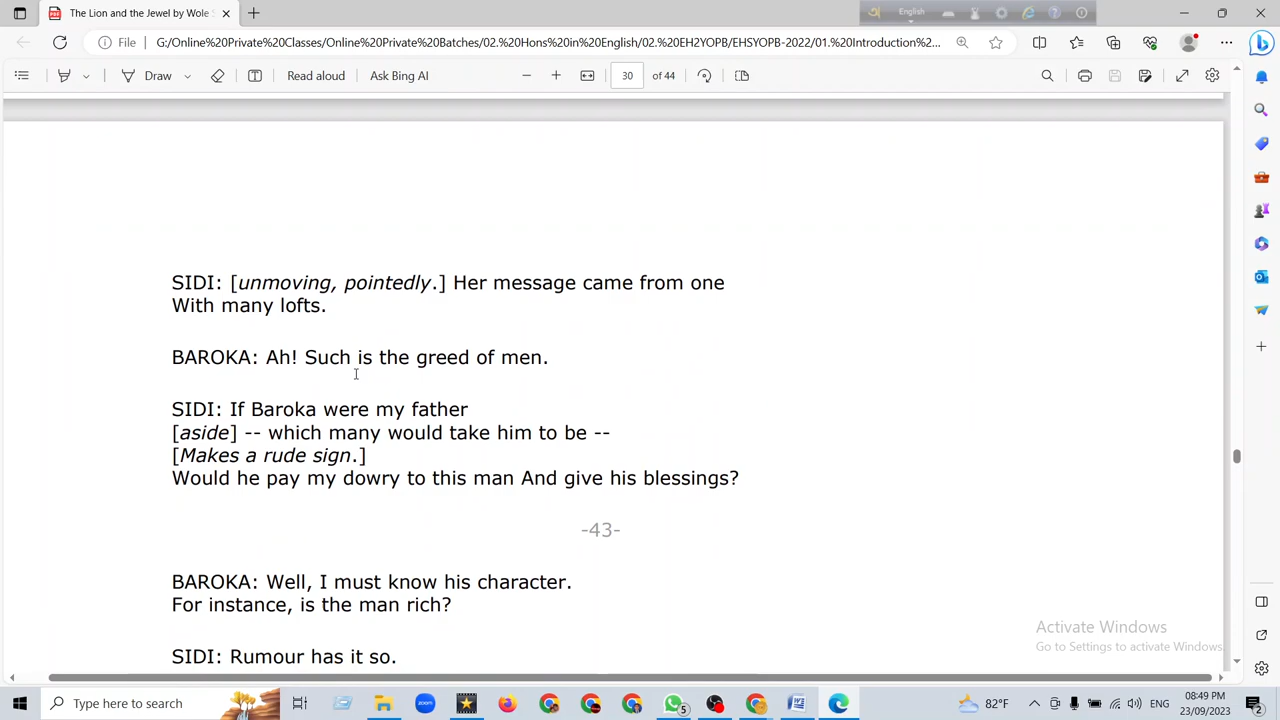 The Lion and the Jewel by Wole S
English
File
G:/Online%20Private%20Classes/Online%20Private%20Batches/02.%20Hons%20in%20English/02.%20EH2YOPB/EHSYOPB-2022/01.%20Introduction%...
Draw
Read aloud
Ask Bing AI
30 of 44
SIDI: [unmoving, pointedly.] Her message came from one
With many lofts.
BAROKA: Ah! Such is the greed of men.
SIDI: If Baroka were my father
[aside] -- which many would take him to be --
[Makes a rude sign.]
Would he pay my dowry to this man And give his blessings?
-43-
BAROKA: Well, I must know his character.
For instance, is the man rich?
SIDI: Rumour has it so.
Activate Windows
Go to Settings to activate Windows.
Type here to search
zoom
5
82°F
ENG
08:49 PM
23/09/2023
2